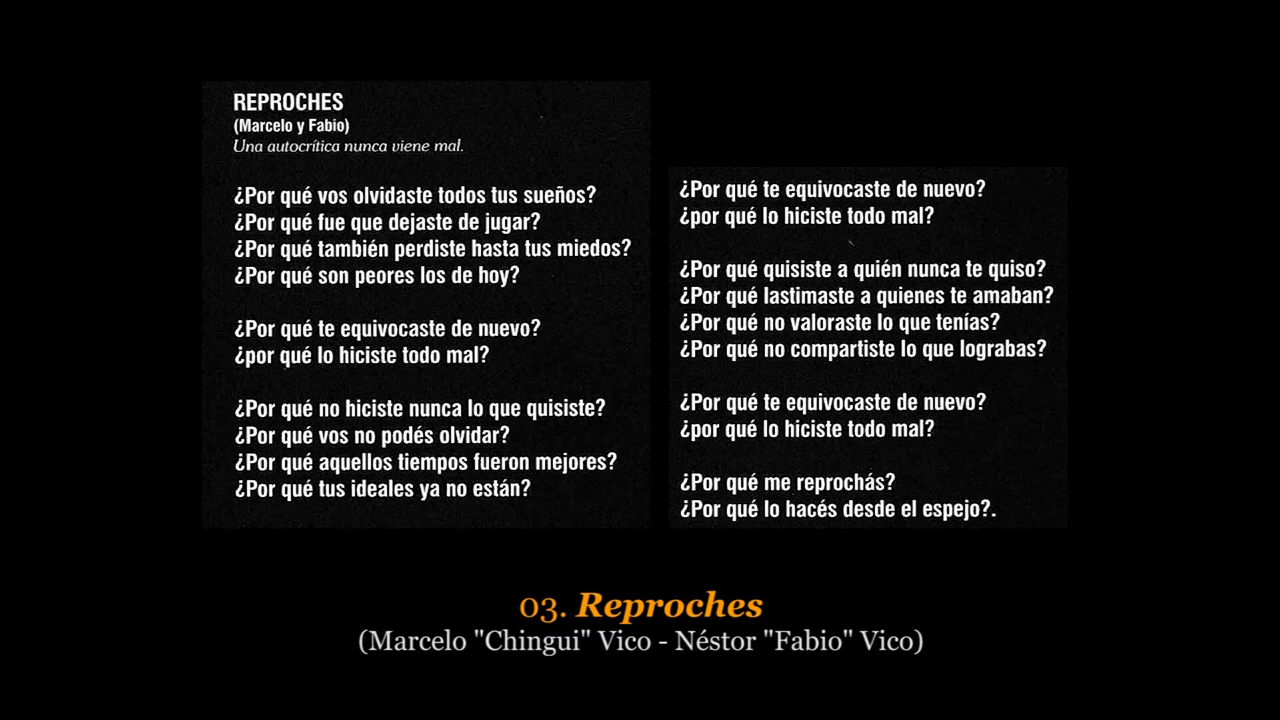 REPROCHES
(Marcelo y Fabio)
Una autocrítica nunca viene mal.
¿Por qué vos olvidaste todos tus sueños?
¿Por qué fue que dejaste de jugar?
¿Por qué también perdiste hasta tus miedos?
¿Por qué son peores los de hoy?
¿Por qué te equivocaste de nuevo?
¿por qué lo hiciste todo mal?
¿Por qué no hiciste nunca lo que quisiste?
¿Por qué vos no podés olvidar?
¿Por qué aquellos tiempos fueron mejores?
¿Por qué tus ideales ya no están?
¿Por qué te equivocaste de nuevo?
¿por qué lo hiciste todo mal?
¿Por qué quisiste a quién nunca te quiso?
¿Por qué lastimaste a quienes te amaban?
¿Por qué no valoraste lo que tenías?
¿Por qué no compartiste lo que lograbas?
¿Por qué te equivocaste de nuevo?
¿por qué lo hiciste todo mal?
¿Por qué me reprochás?
¿Por qué lo hacés desde el espejo?.
03. Reproches
(Marcelo "Chingui" Vico - Néstor "Fabio" Vico)